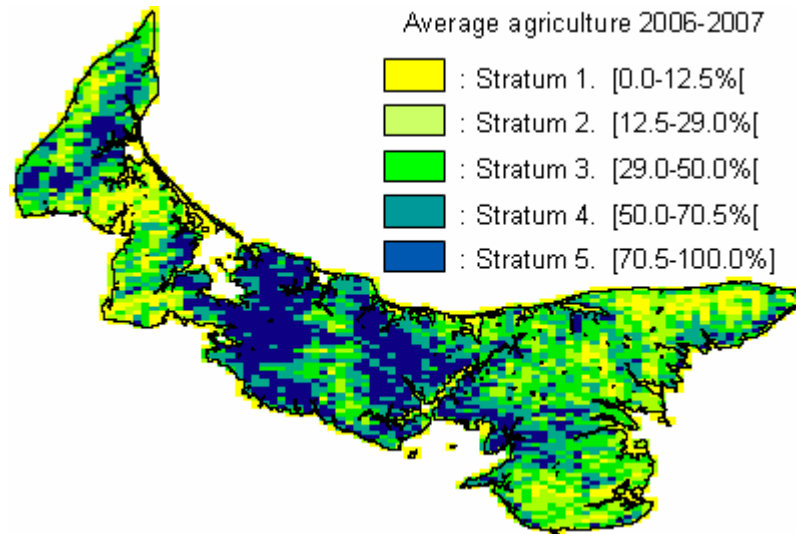 Average agriculture 2006-2007
: Stratum 1. [0.0-12.5%[
: Stratum 2. [12.5-29.0%[
: Stratum 3. [29.0-50.0%[
: Stratum 4. [50.0-70.5%[
: Stratum 5. [70.5-100.0%]